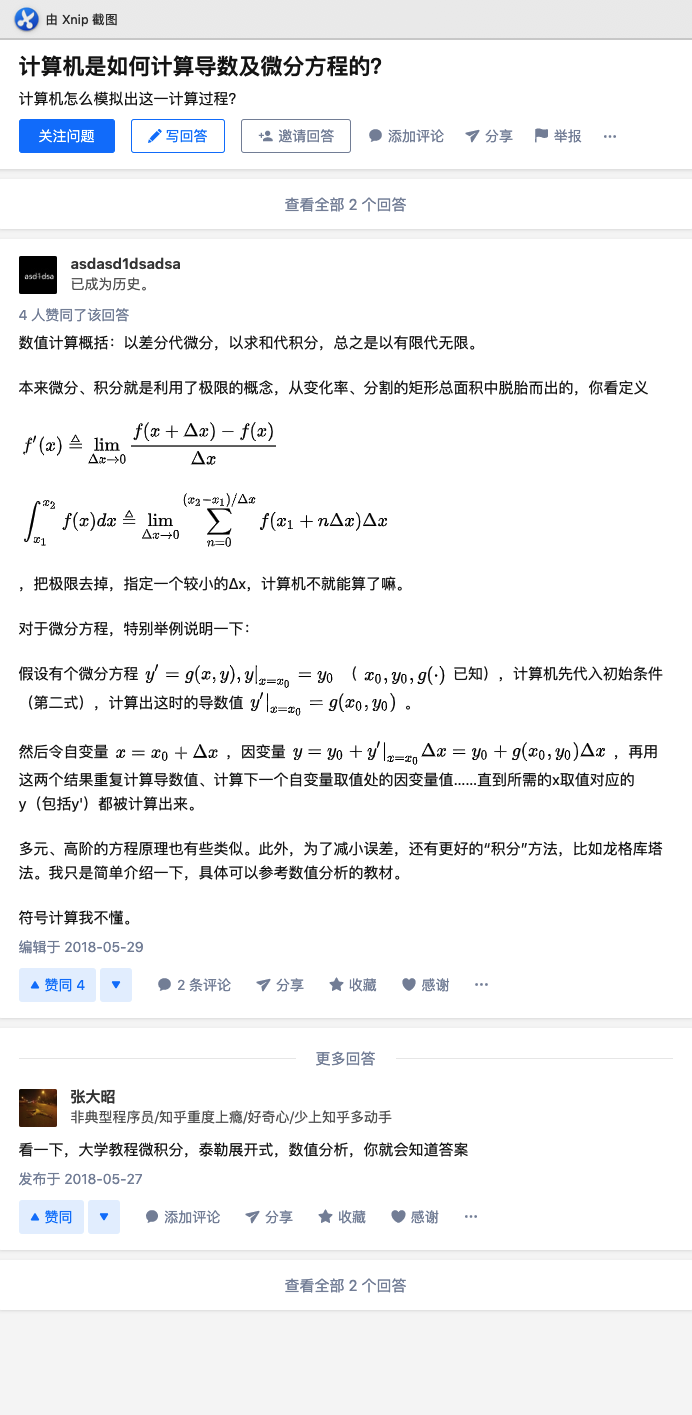 由 Xnip 截图
计算机是如何计算导数及微分方程的?
计算机怎么模拟出这一计算过程?
关注问题 写回答 邀请回答 添加评论 分享 举报 ···
查看全部 2 个回答
asd1dsa
asdasd1dsadsa
已成为历史。
4 人赞同了该回答
数值计算概括：以差分代微分，以求和代积分，总之是以有限代无限。
本来微分、积分就是利用了极限的概念，从变化率、分割的矩形总面积中脱胎而出的，你看定义
f′(x) ≜ lim_{Δx→0} \frac{f(x + Δx) − f(x)}{Δx}
∫_{x_1}^{x_2} f(x)dx ≜ lim_{Δx→0} ∑_{n=0}^{(x_2−x_1)/Δx} f(x_1 + nΔx)Δx
，把极限去掉，指定一个较小的Δx，计算机不就能算了嘛。
对于微分方程，特别举例说明一下：
假设有个微分方程 y′ = g(x, y), y|_{x=x_0} = y_0 （ x_0, y_0, g(·) 已知），计算机先代入初始条件
（第二式），计算出这时的导数值 y′|_{x=x_0} = g(x_0, y_0) 。
然后令自变量 x = x_0 + Δx ，因变量 y = y_0 + y′|_{x=x_0} Δx = y_0 + g(x_0, y_0)Δx ，再用
这两个结果重复计算导数值、计算下一个自变量取值处的因变量值......直到所需的x取值对应的
y（包括y'）都被计算出来。
多元、高阶的方程原理也有些类似。此外，为了减小误差，还有更好的“积分”方法，比如龙格库塔
法。我只是简单介绍一下，具体可以参考数值分析的教材。
符号计算我不懂。
编辑于 2018-05-29
赞同 4 2 条评论 分享 收藏 感谢 ···
更多回答
张大昭
非典型程序员/知乎重度上瘾/好奇心/少上知乎多动手
看一下，大学教程微积分，泰勒展开式，数值分析，你就会知道答案
发布于 2018-05-27
赞同 添加评论 分享 收藏 感谢 ···
查看全部 2 个回答